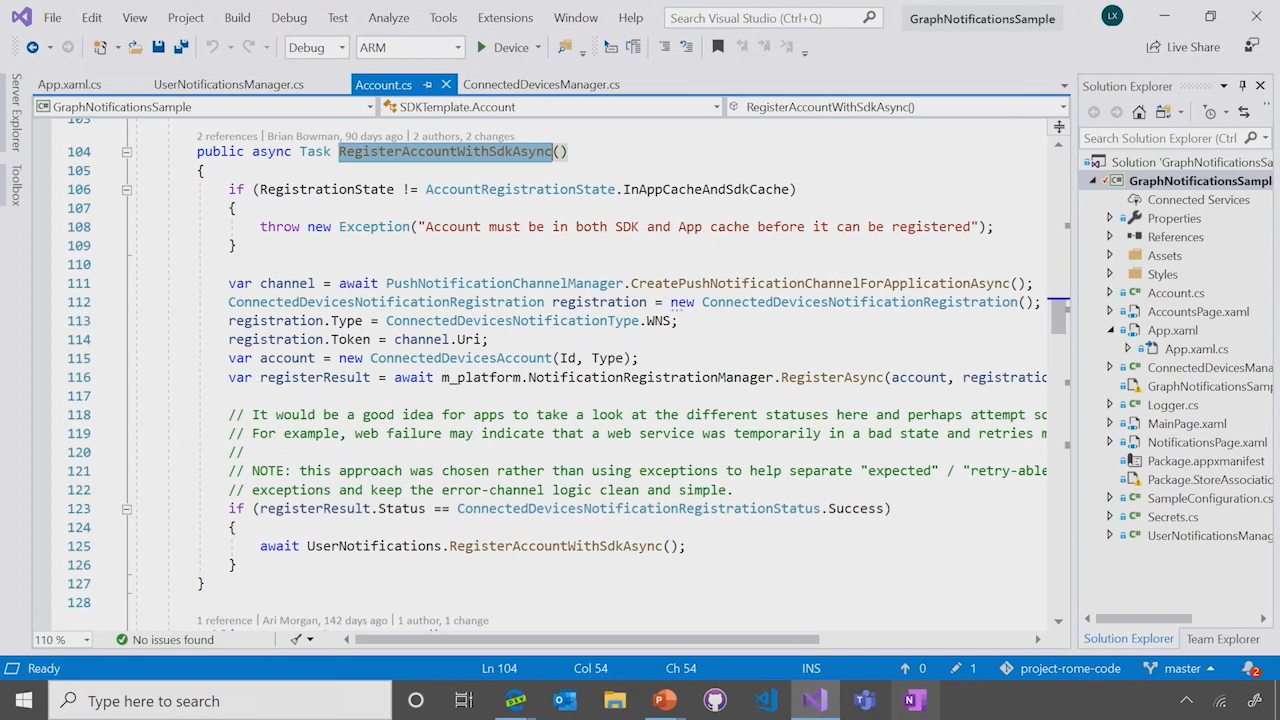 File Edit View Project Build Debug Test Analyze Tools Extensions Window Help Search Visual Studio (Ctrl+Q) GraphNotificationsSample LX
Debug ARM Device Live Share
Server Explorer
Toolbox
App.xaml.cs UserNotificationsManager.cs Account.cs ConnectedDevicesManager.cs
GraphNotificationsSample SDKTemplate.Account RegisterAccountWithSdkAsync()
103
2 references | Brian Bowman, 90 days ago | 2 authors, 2 changes
104 public async Task RegisterAccountWithSdkAsync()
105 {
106 if (RegistrationState != AccountRegistrationState.InAppCacheAndSdkCache)
107 {
108 throw new Exception("Account must be in both SDK and App cache before it can be registered");
109 }
110
111 var channel = await PushNotificationChannelManager.CreatePushNotificationChannelForApplicationAsync();
112 ConnectedDevicesNotificationRegistration registration = new ConnectedDevicesNotificationRegistration();
113 registration.Type = ConnectedDevicesNotificationType.WNS;
114 registration.Token = channel.Uri;
115 var account = new ConnectedDevicesAccount(Id, Type);
116 var registerResult = await m_platform.NotificationRegistrationManager.RegisterAsync(account, registratio
117
118 // It would be a good idea for apps to take a look at the different statuses here and perhaps attempt so
119 // For example, web failure may indicate that a web service was temporarily in a bad state and retries m
120 //
121 // NOTE: this approach was chosen rather than using exceptions to help separate "expected" / "retry-able
122 // exceptions and keep the error-channel logic clean and simple.
123 if (registerResult.Status == ConnectedDevicesNotificationRegistrationStatus.Success)
124 {
125 await UserNotifications.RegisterAccountWithSdkAsync();
126 }
127 }
128
1 reference | Ari Morgan, 142 days ago | 1 author, 1 change
110 % No issues found
Solution Explorer
Search Solution Explorer (Ctrl
Solution 'GraphNotificationsSa
GraphNotificationsSampl
Connected Services
Properties
References
Assets
Styles
Account.cs
AccountsPage.xaml
App.xaml
App.xaml.cs
ConnectedDevicesMana
GraphNotificationsSamp
Logger.cs
MainPage.xaml
NotificationsPage.xaml
Package.appxmanifest
Package.StoreAssociatic
SampleConfiguration.cs
Secrets.cs
UserNotificationsManag
Solution Explorer Team Explorer
Ready Ln 104 Col 54 Ch 54 INS 0 1 project-rome-code master 2
Type here to search